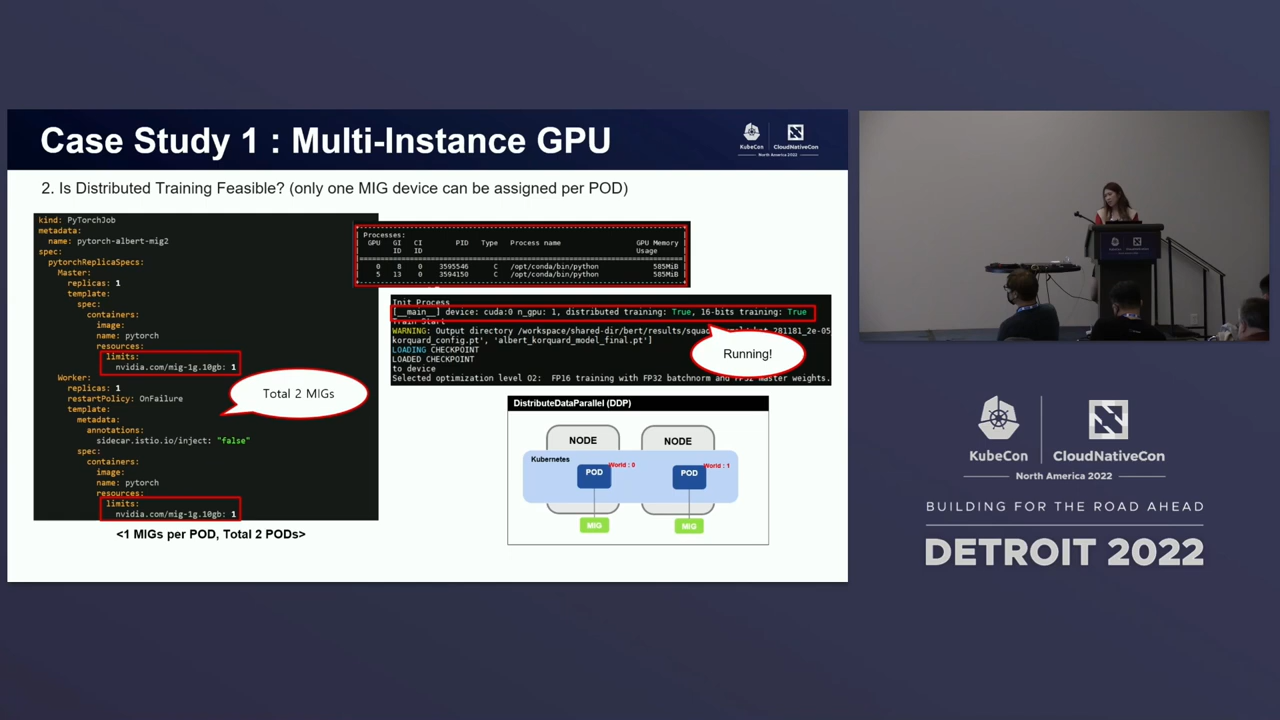 Case Study 1 : Multi-Instance GPU
KubeCon
CloudNativeCon
North America 2022
2. Is Distributed Training Feasible? (only one MIG device can be assigned per POD)
kind: PyTorchJob
metadata:
name: pytorch-albert-mig2
spec:
pytorchReplicaSpecs:
Master:
replicas: 1
template:
spec:
containers:
image:
name: pytorch
resources:
limits:
nvidia.com/mig-1g.10gb: 1
Worker:
replicas: 1
restartPolicy: OnFailure
template:
metadata:
annotations:
sidecar.istio.io/inject: "false"
spec:
containers:
image:
name: pytorch
resources:
limits:
nvidia.com/mig-1g.10gb: 1
Total 2 MIGs
<1 MIGs per POD, Total 2 PODs>
Processes:
GPU GI CI PID Type Process name GPU Memory
ID ID Usage
0 8 0 3595546 C /opt/conda/bin/python 585MiB
5 13 0 3594150 C /opt/conda/bin/python 585MiB
Init Process
[__main__] device: cuda:0 n_gpu: 1, distributed training: True, 16-bits training: True
Train Start
WARNING: Output directory /workspace/shared-dir/bert/results/squad 281181_2e-05
korquard_config.pt', 'albert_korquard_model_final.pt']
LOADING CHECKPOINT
LOADED CHECKPOINT
to device
Selected optimization level O2: FP16 training with FP32 batchnorm and FP32 master weights.
Running!
DistributeDataParallel (DDP)
NODE NODE
Kubernetes
POD World : 0
POD World : 1
MIG MIG
KubeCon
CloudNativeCon
North America 2022
BUILDING FOR THE ROAD AHEAD
DETROIT 2022